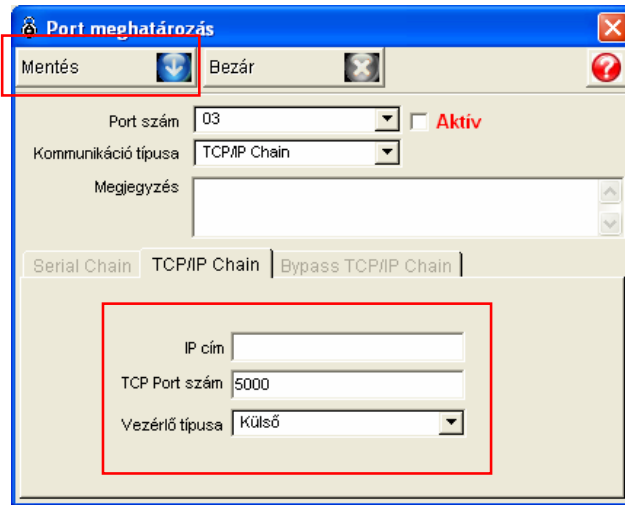 Port meghatározás
Mentés Bezár
Port szám 03 Aktív
Kommunikáció típusa TCP/IP Chain
Megjegyzés
Serial Chain TCP/IP Chain Bypass TCP/IP Chain
IP cím
TCP Port szám 5000
Vezérlő típusa Külső